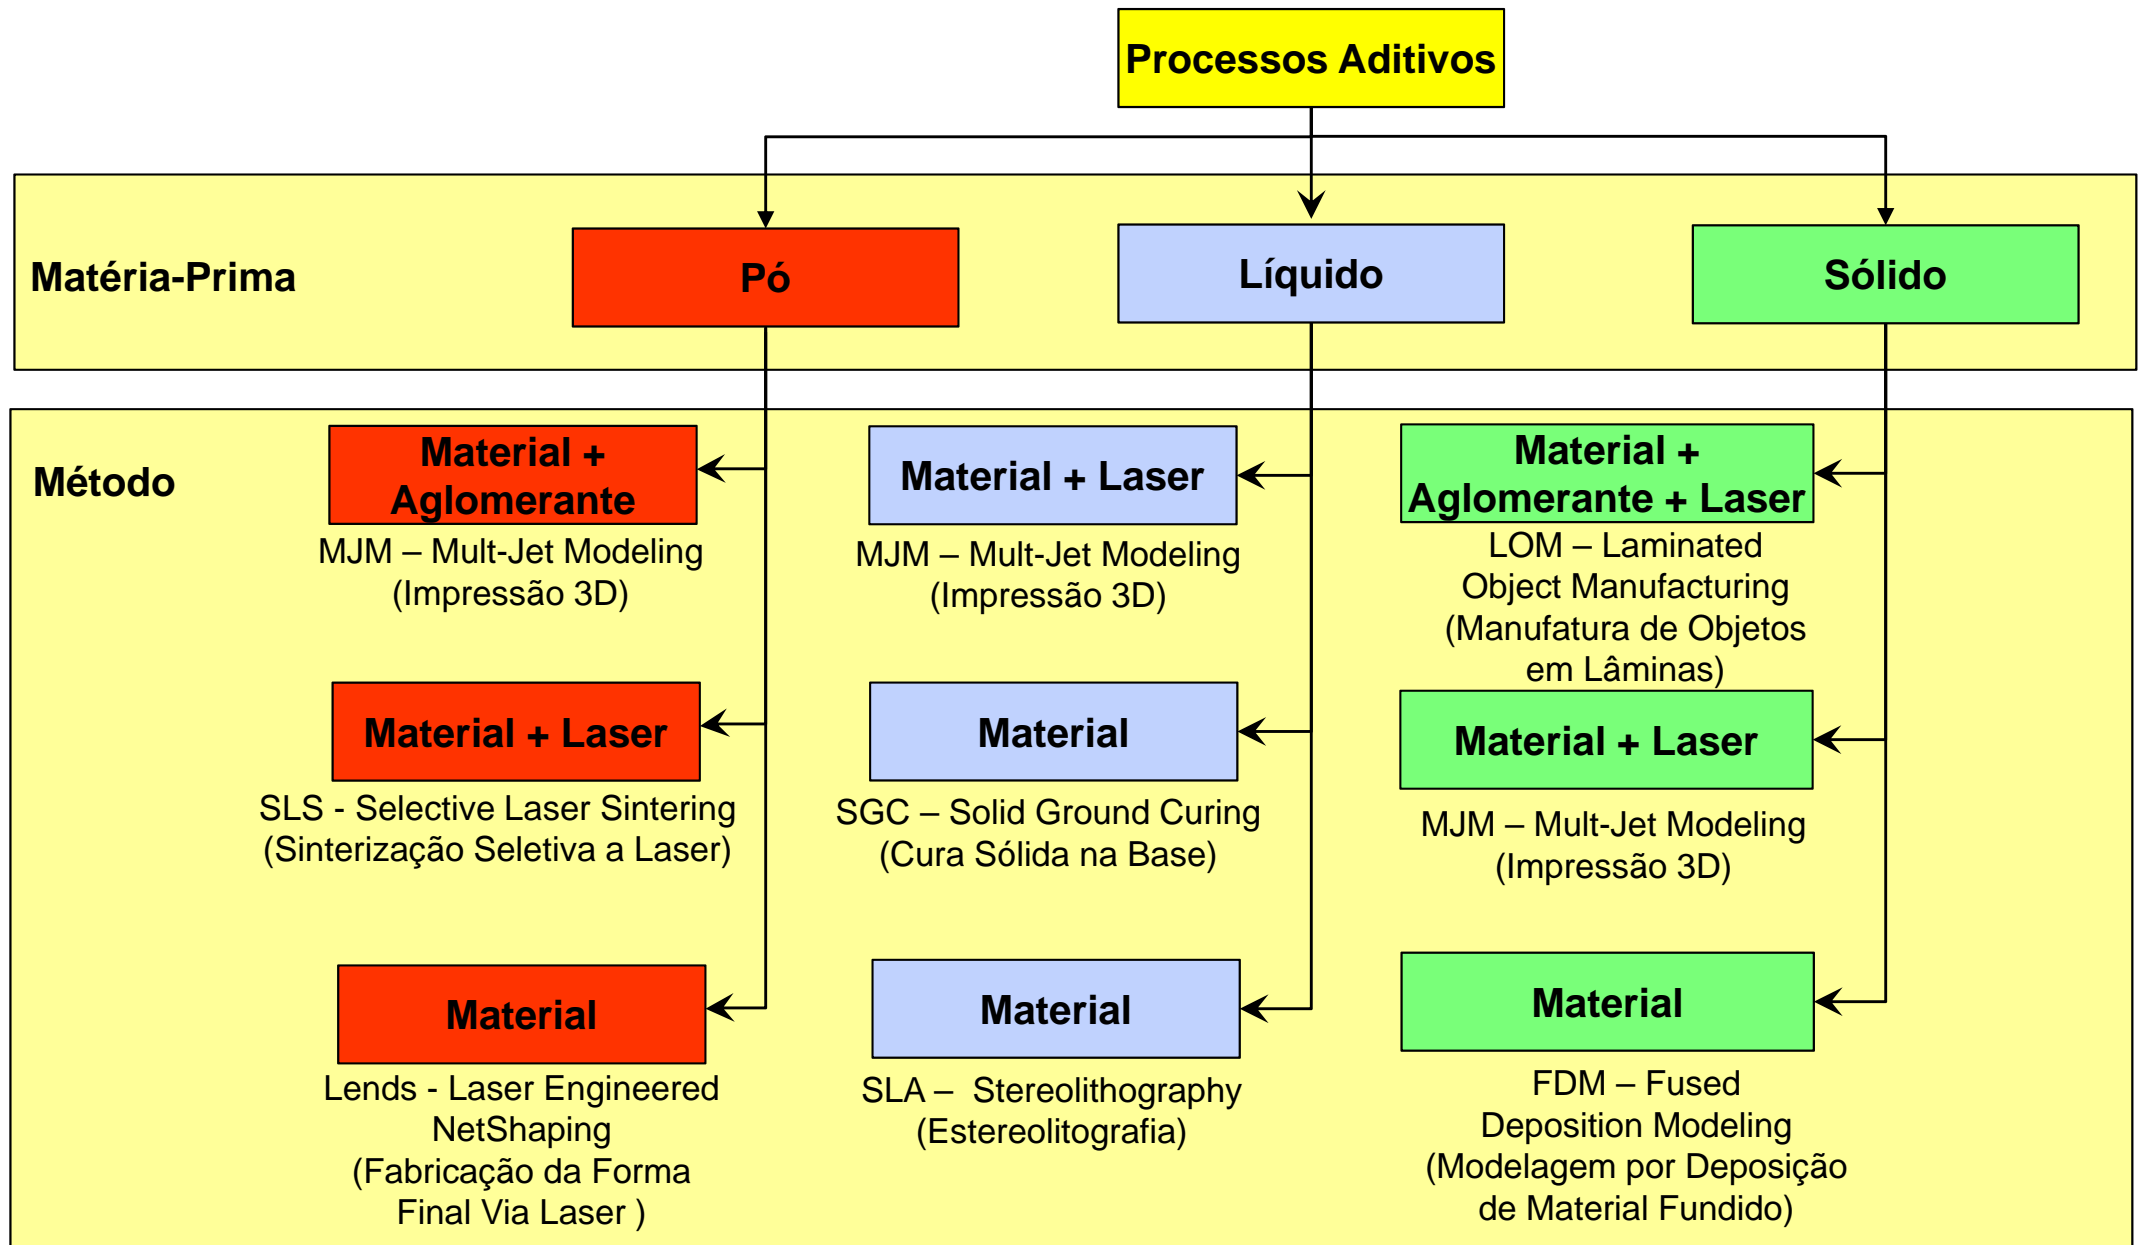 Processos Aditivos
Matéria-Prima
Pó
Líquido
Sólido
Método
Material +
Aglomerante
MJM – Mult-Jet Modeling
(Impressão 3D)
Material + Laser
SLS - Selective Laser Sintering
(Sinterização Seletiva a Laser)
Material
Lends - Laser Engineered
NetShaping
(Fabricação da Forma
Final Via Laser )
Material + Laser
MJM – Mult-Jet Modeling
(Impressão 3D)
Material
SGC – Solid Ground Curing
(Cura Sólida na Base)
Material
SLA –  Stereolithography
(Estereolitografia)
Material +
Aglomerante + Laser
LOM – Laminated
Object Manufacturing
(Manufatura de Objetos
em Lâminas)
Material + Laser
MJM – Mult-Jet Modeling
(Impressão 3D)
Material
FDM – Fused
Deposition Modeling
(Modelagem por Deposição
de Material Fundido)